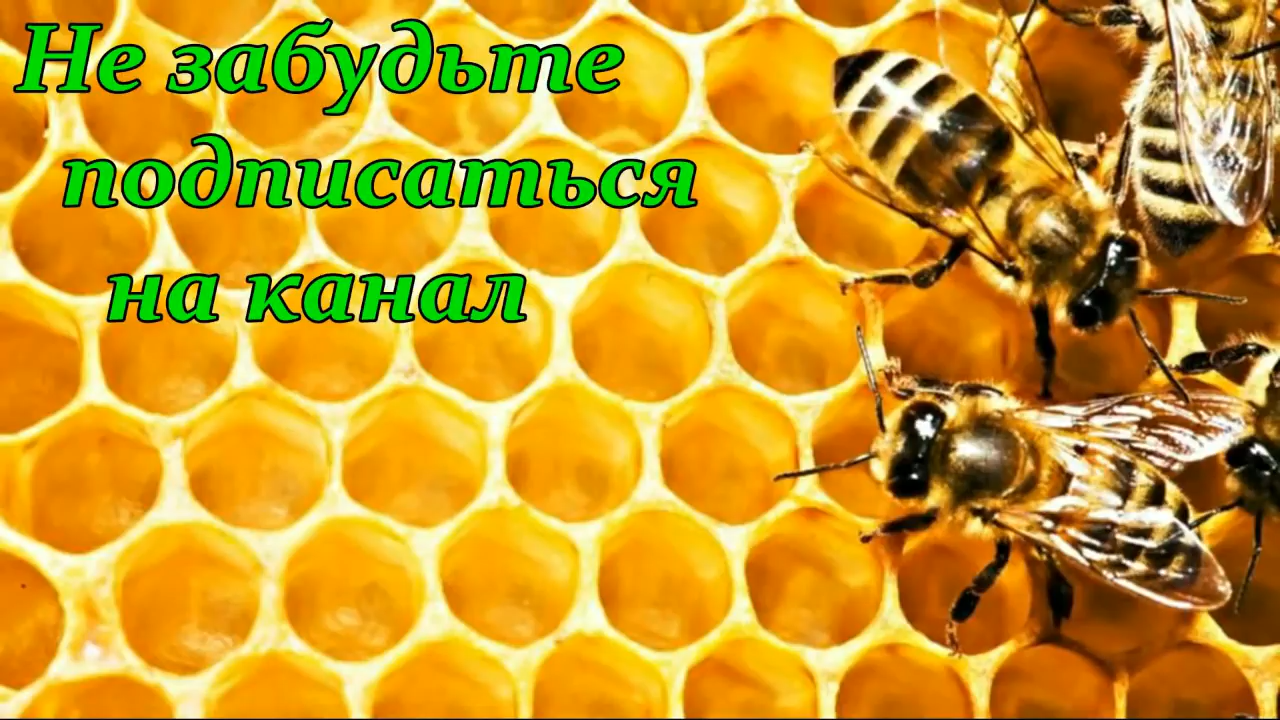 Не забудьте
подписаться
на канал